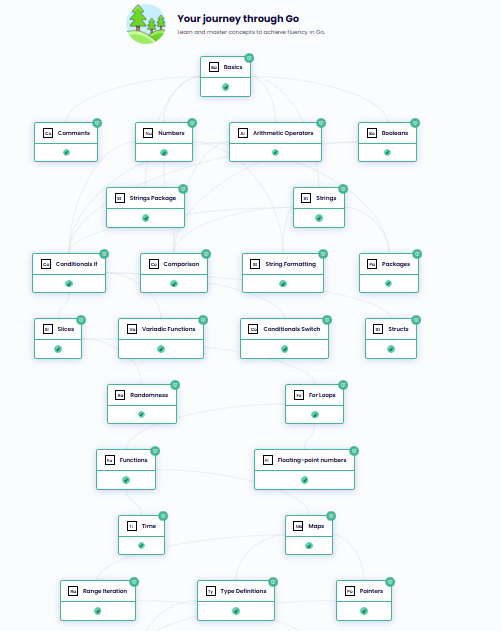 Your journey through Go
Learn and master concepts to achieve fluency in Go.
Ba Basics
Co Comments
Nu Numbers
Ar Arithmetic Operators
Bo Booleans
St Strings Package
St Strings
Co Conditionals If
Co Comparison
St String Formatting
Pa Packages
Sl Slices
Va Variadic Functions
Co Conditionals Switch
St Structs
Ra Randomness
Fo For Loops
Fu Functions
Fl Floating-point numbers
Ti Time
Ma Maps
Ra Range Iteration
Ty Type Definitions
Po Pointers